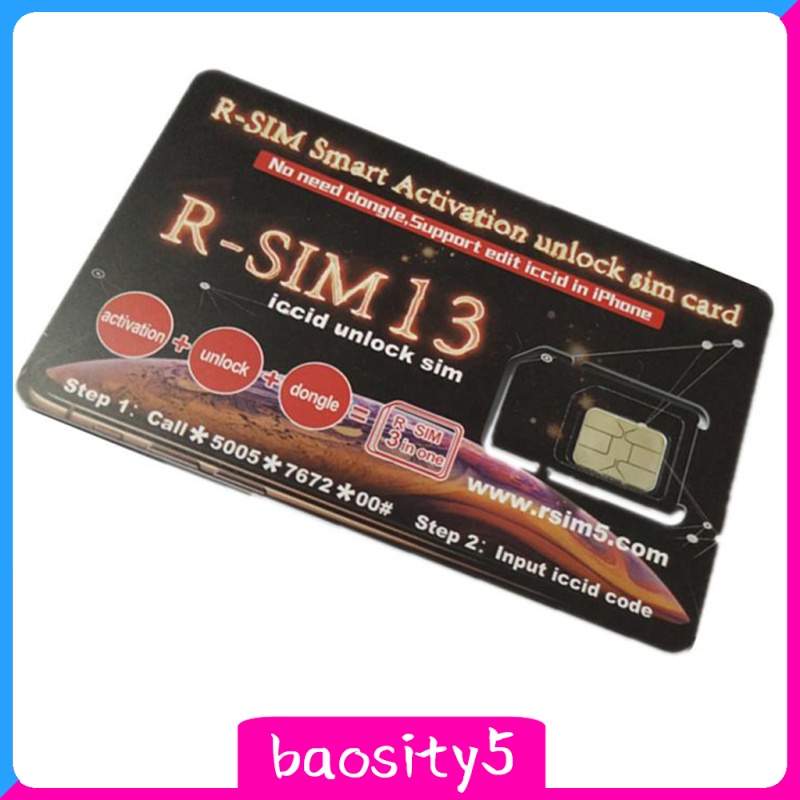 R-SIM Smart Activation unlock sim card
No need dongle,Support edit iccid in iPhone
R-SIM 13
iccid unlock sim
activation + unlock + dongle = R-SIM
3 in one
Step 1: Call*5005*7672*00#
www.rsim5.com
Step 2: Input iccid code
baosity5